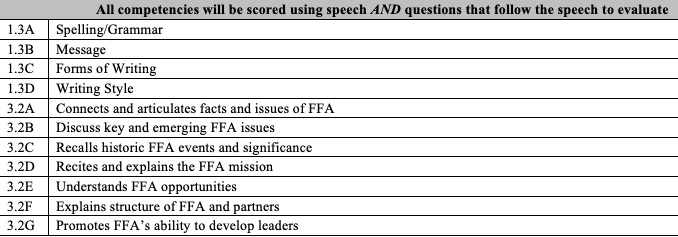 All competencies will be scored using speech AND questions that follow the speech to evaluate
1.3A Spelling/Grammar
1.3B Message
1.3C Forms of Writing
1.3D Writing Style
3.2A Connects and articulates facts and issues of FFA
3.2B Discuss key and emerging FFA issues
3.2C Recalls historic FFA events and significance
3.2D Recites and explains the FFA mission
3.2E Understands FFA opportunities
3.2F Explains structure of FFA and partners
3.2G Promotes FFA's ability to develop leaders